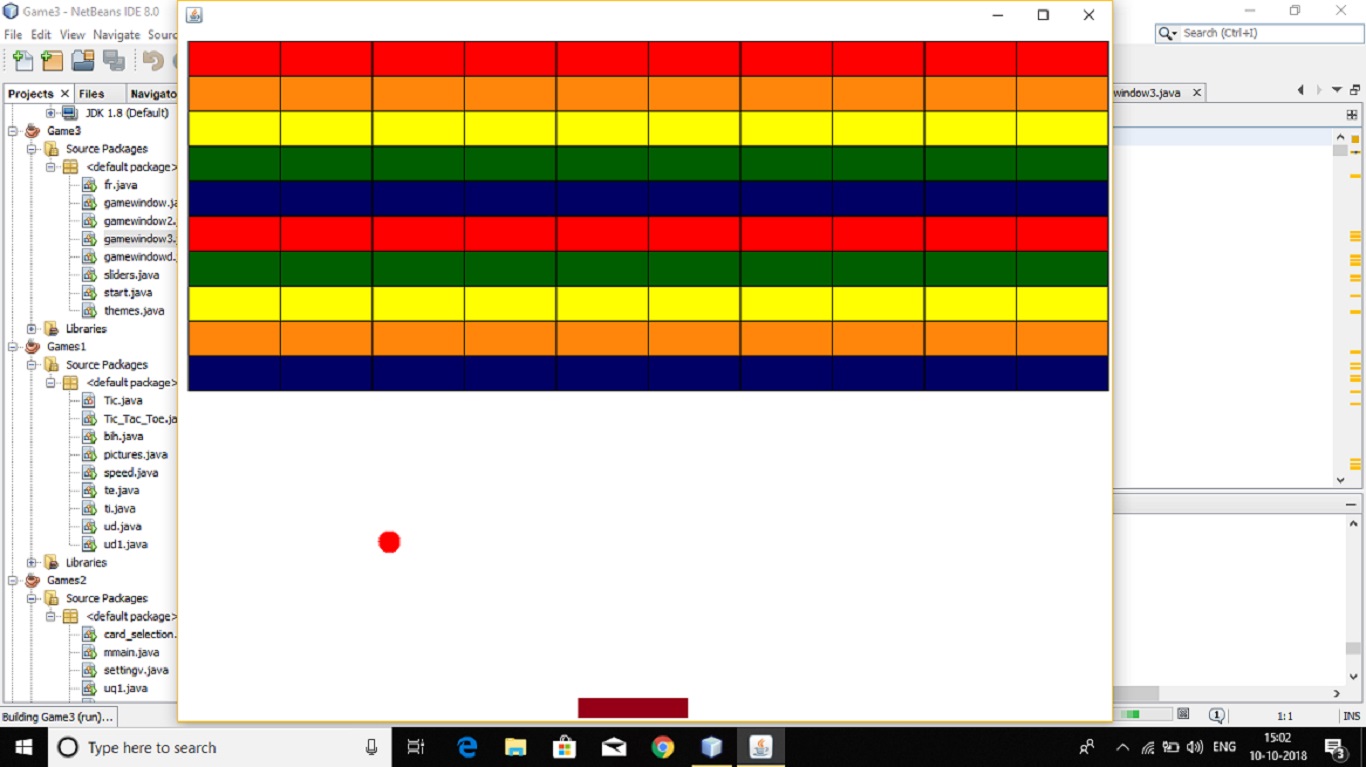 Game3 - NetBeans IDE 8.0
File Edit View Navigate Sourc
Search (Ctrl+I)
Projects Files Navigato
window3.java
JDK 1.8 (Default)
Game3
Source Packages
<default package>
fr.java
gamewindow.ja
gamewindow2.
gamewindow3.
gamewindowd.
sliders.java
start.java
themes.java
Libraries
Games1
Source Packages
<default package>
Tic.java
Tic_Tac_Toe.ja
bih.java
pictures.java
speed.java
te.java
ti.java
ud.java
ud1.java
Libraries
Games2
Source Packages
<default package>
card_selection.
mmain.java
settingv.java
uq1.java
Building Game3 (run)...
1
1:1
INS
Type here to search
ENG
15:02
10-10-2018
3